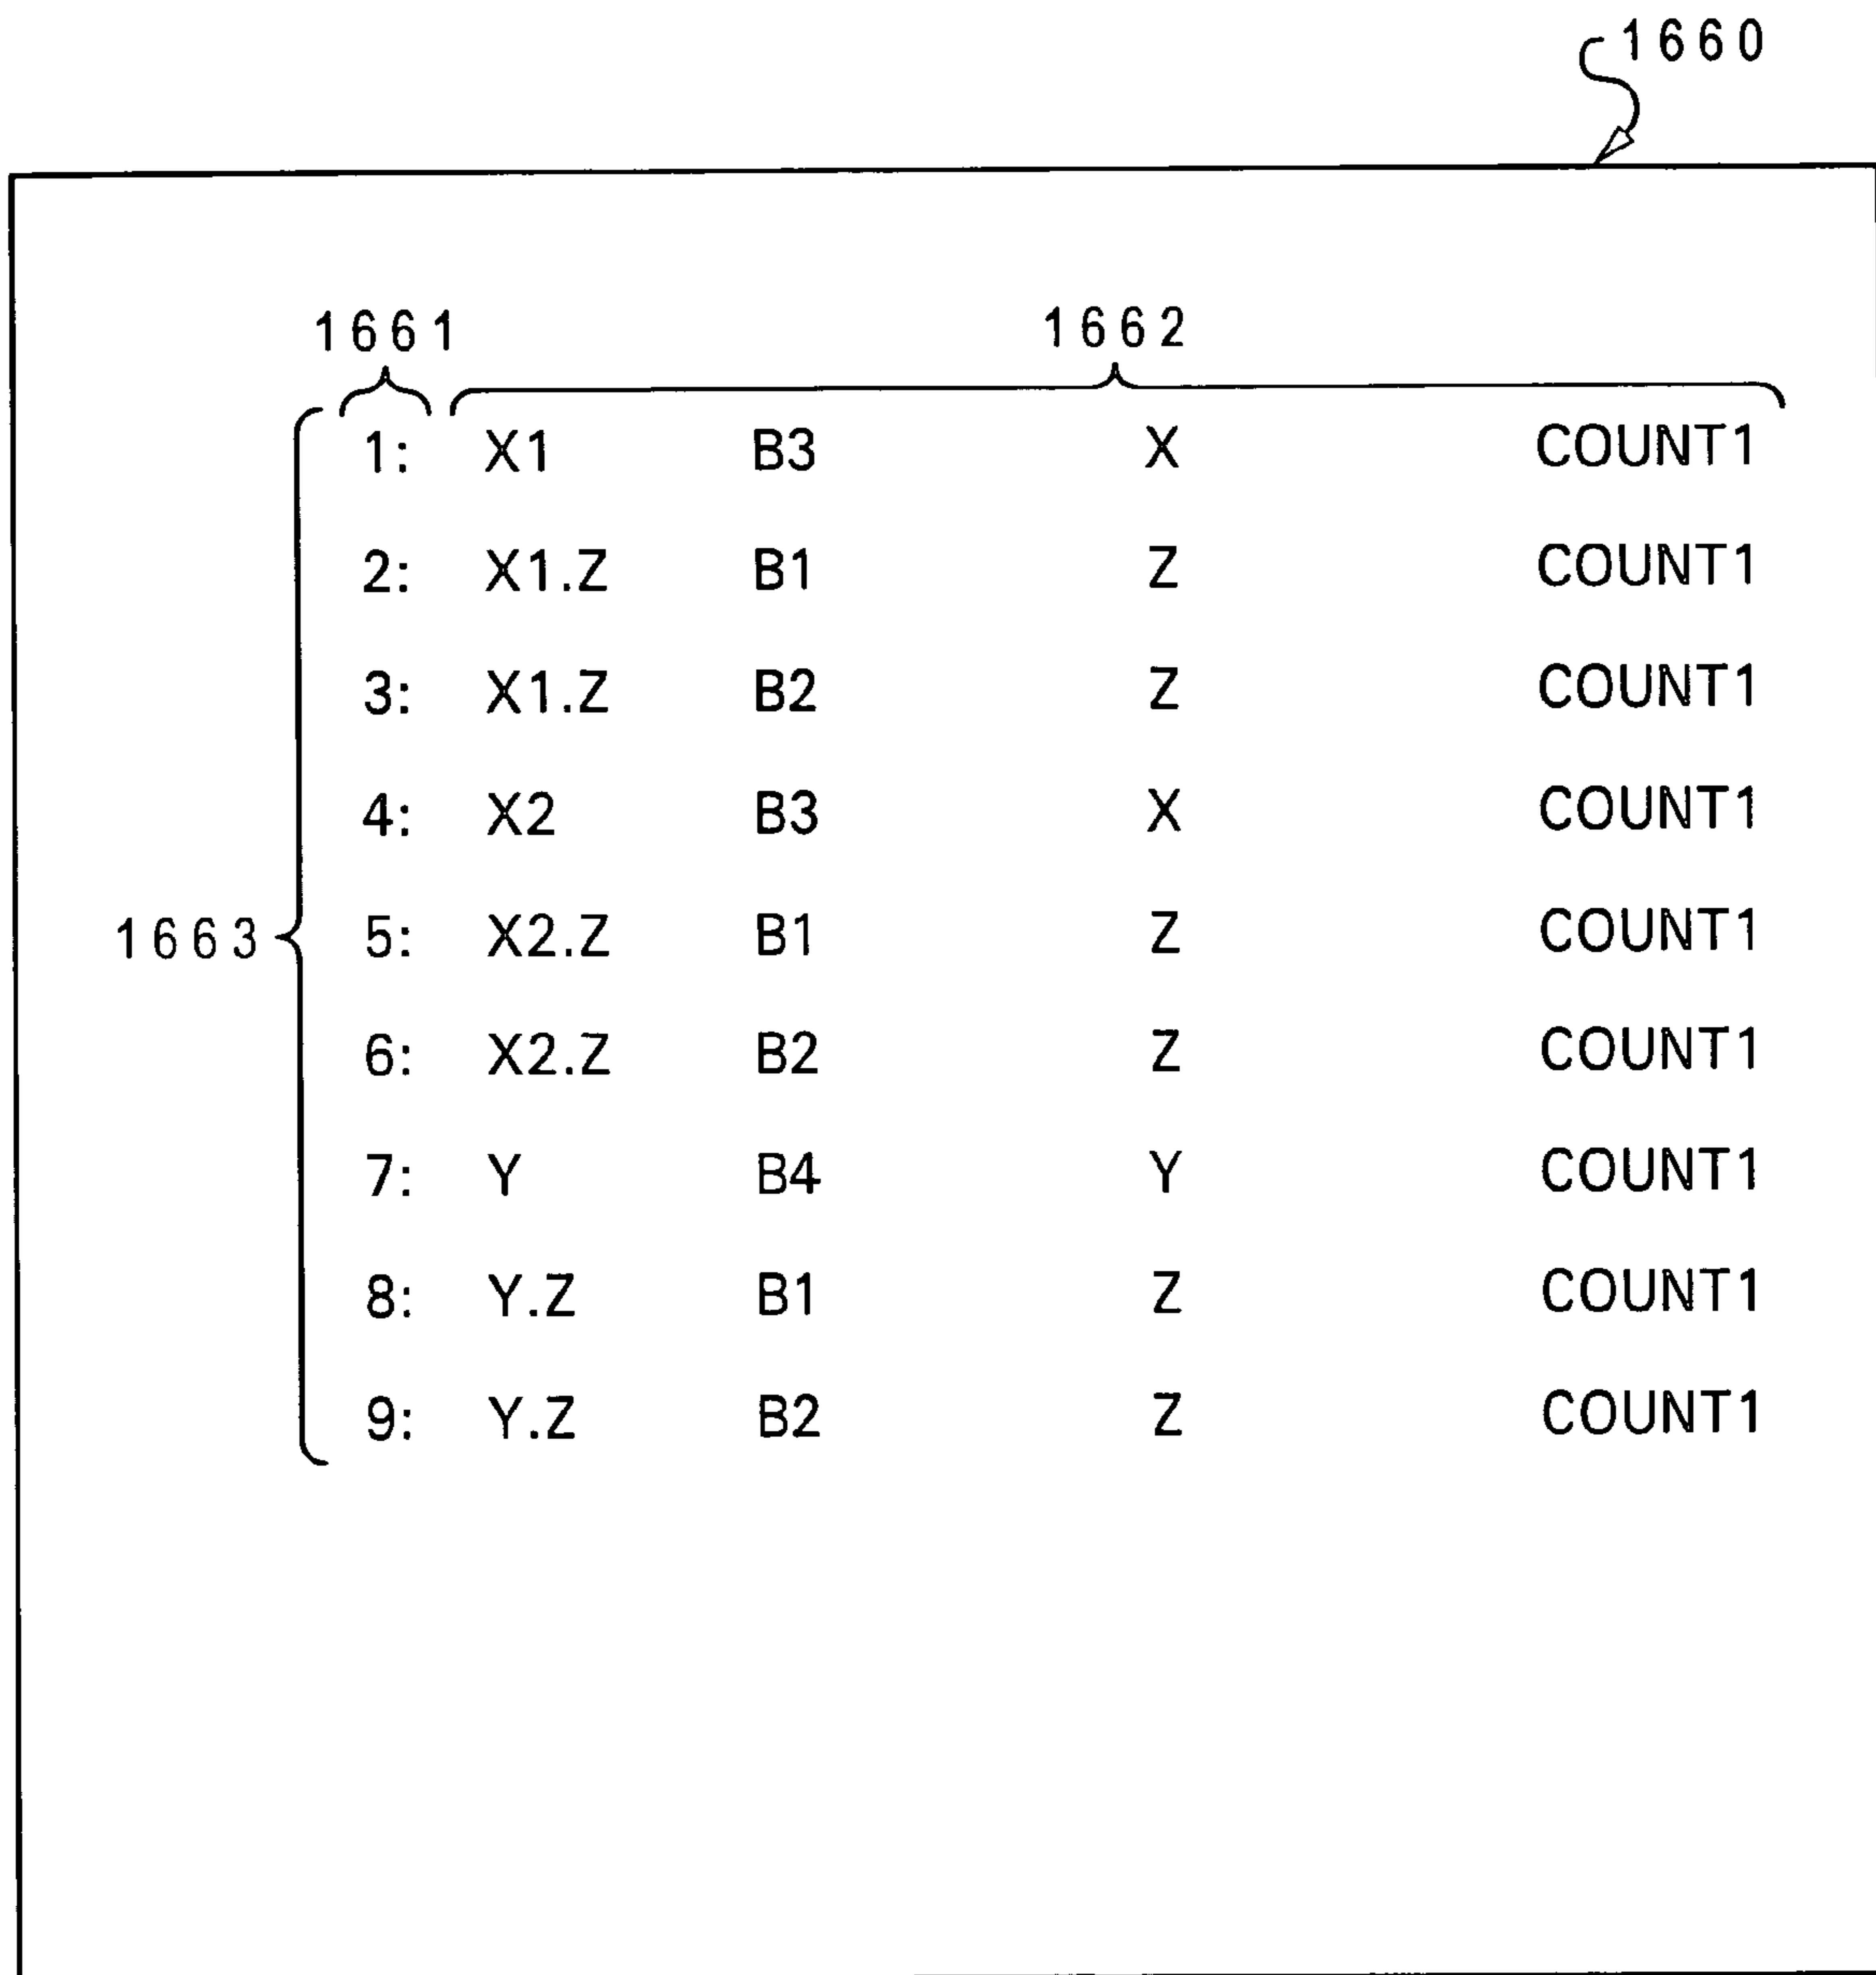 1660
1661 1662
1: X1 B3 X COUNT1
2: X1.Z B1 Z COUNT1
3: X1.Z B2 Z COUNT1
4: X2 B3 X COUNT1
1663 5: X2.Z B1 Z COUNT1
6: X2.Z B2 Z COUNT1
7: Y B4 Y COUNT1
8: Y.Z B1 Z COUNT1
9: Y.Z B2 Z COUNT1